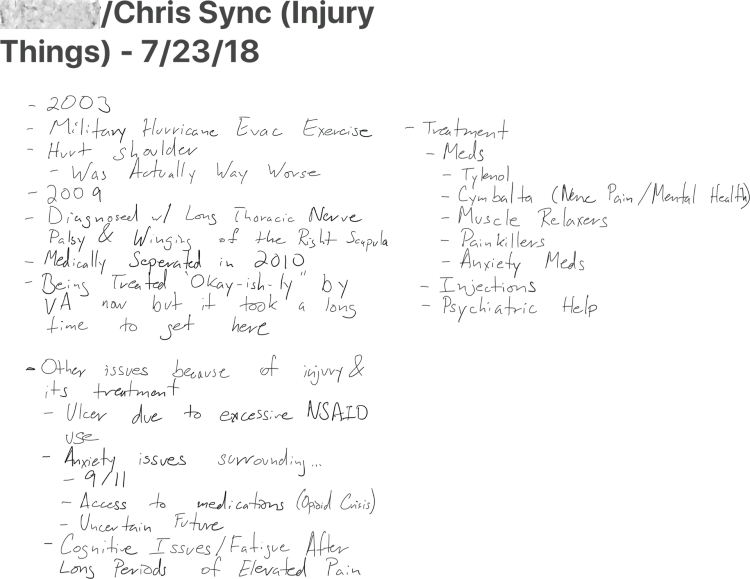 /Chris Sync (Injury
Things) - 7/23/18
- 2003
- Military Hurricane Evac Exercise
- Hurt shoulder
- Was Actually Way Worse
- 2009
- Diagnosed w/ Long Thoracic Nerve
Palsy & Winging of the Right Scapula
- Medically Seperated in 2010
- Being Treated "Okay-ish-ly" by
VA now but it took a long
time to get here
- Other issues because of injury &
its treatment
- Ulcer due to excessive NSAID
use
- Anxiety issues surrounding...
- 9/11
- Access to medications (Opioid Crisis)
- Uncertain Future
- Cognitive Issues/Fatigue After
Long Periods of Elevated Pain
- Treatment
- Meds
- Tylenol
- Cymbalta (Nerve Pain/Mental Health)
- Muscle Relaxers
- Painkillers
- Anxiety Meds
- Injections
- Psychiatric Help